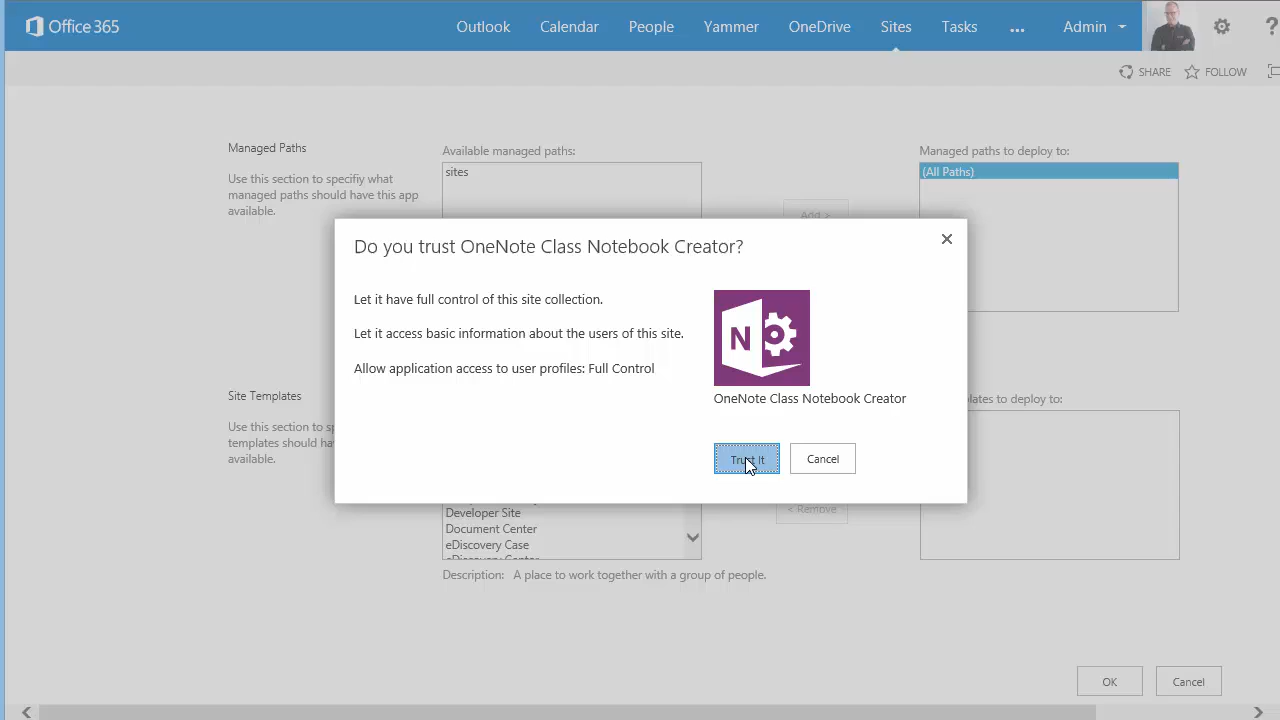 Office 365
Outlook Calendar People Yammer OneDrive Sites Tasks ... Admin ?
SHARE FOLLOW
Managed Paths
Use this section to specifiy what
managed paths should have this app
available.
Available managed paths:
sites
Add >
Managed paths to deploy to:
(All Paths)
Do you trust OneNote Class Notebook Creator?
Let it have full control of this site collection.
Let it access basic information about the users of this site.
Allow application access to user profiles: Full Control
N
OneNote Class Notebook Creator
Trust It Cancel
Site Templates
Use this section to
templates should
available.
Developer Site
Document Center
eDiscovery Case
eDiscovery Center
< Remove
to deploy to:
Description: A place to work together with a group of people.
OK Cancel